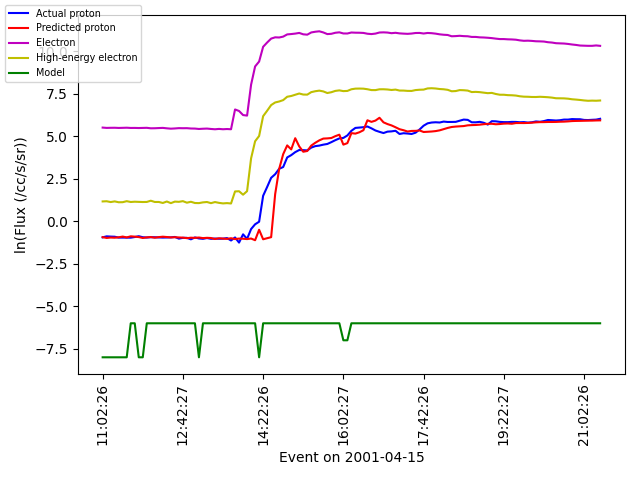 Actual proton
Predicted proton
Electron
High-energy electron
Model
10.0
7.5
5.0
2.5
0.0
−2.5
−5.0
−7.5
ln(Flux (/cc/s/sr))
11:02:26
12:42:27
14:22:26
16:02:27
17:42:26
19:22:27
21:02:26
Event on 2001-04-15